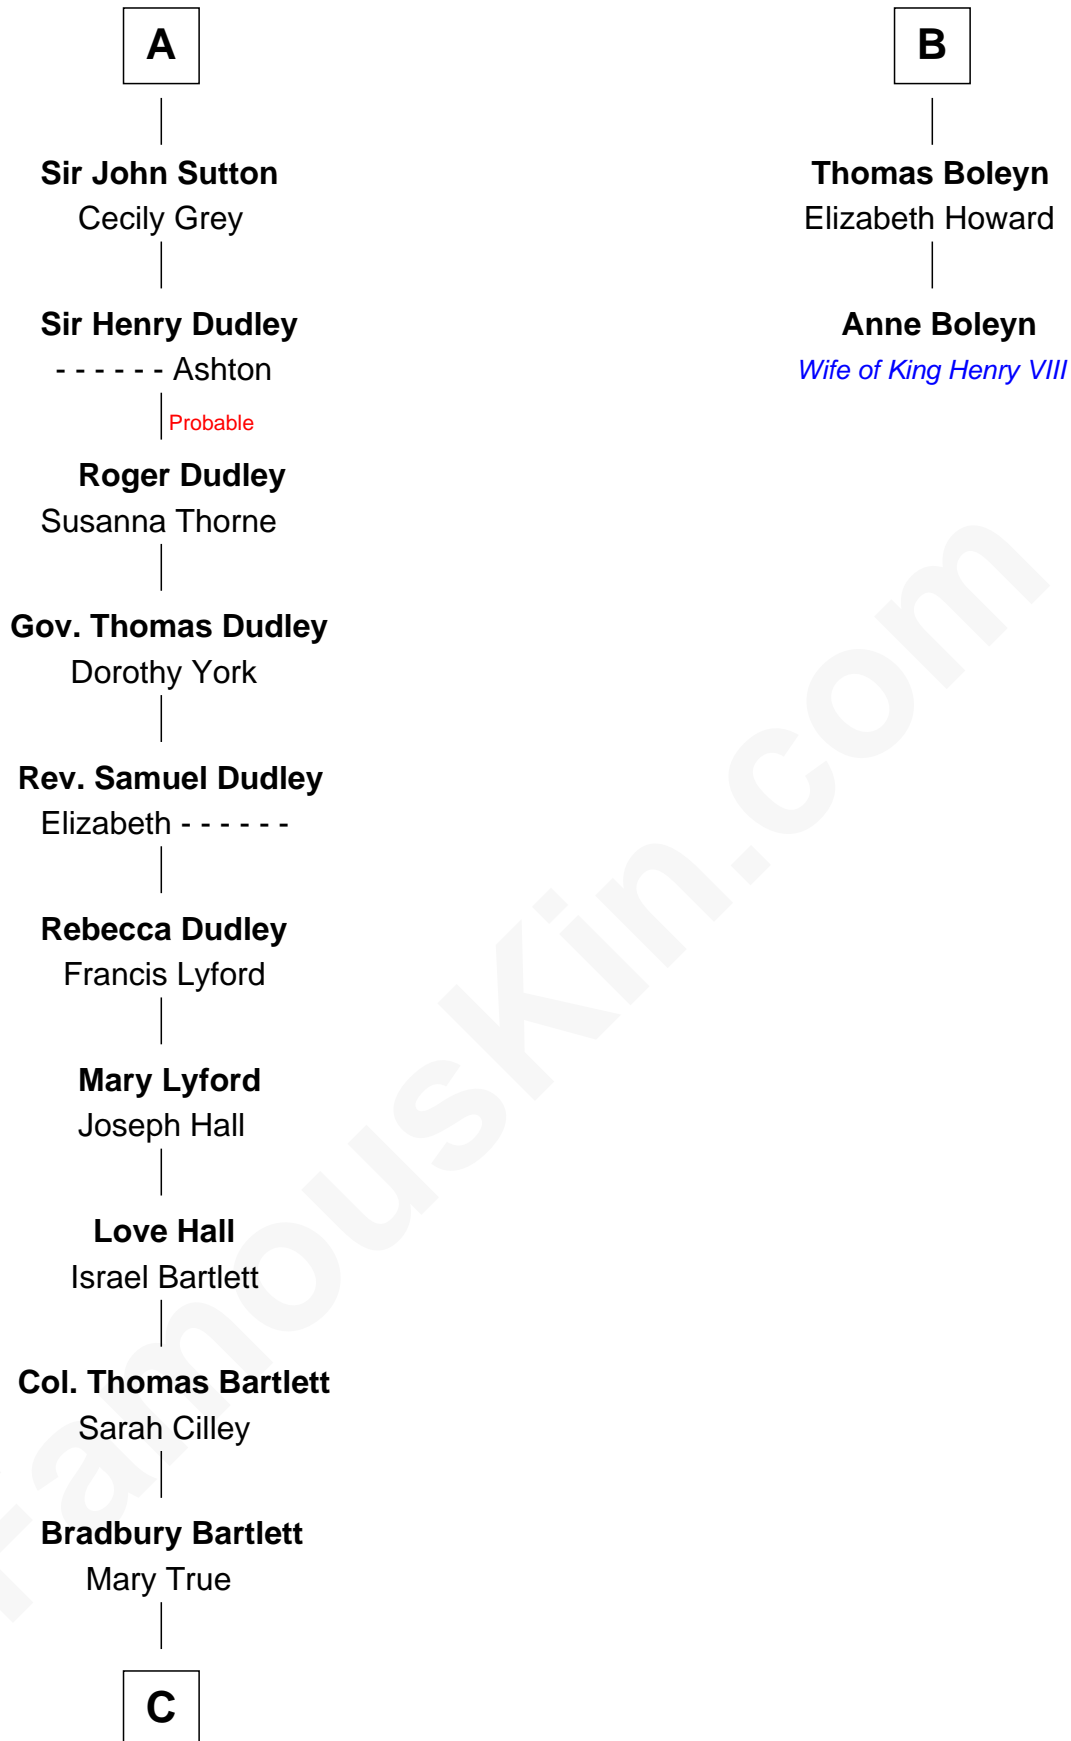 A
Sir John Sutton
Cecily Grey
Sir Henry Dudley
- - - - - - Ashton
Probable
Roger Dudley
Susanna Thorne
Gov. Thomas Dudley
Dorothy York
Rev. Samuel Dudley
Elizabeth - - - - - -
Rebecca Dudley
Francis Lyford
Mary Lyford
Joseph Hall
Love Hall
Israel Bartlett
Col. Thomas Bartlett
Sarah Cilley
Bradbury Bartlett
Mary True
C
B
Thomas Boleyn
Elizabeth Howard
Anne Boleyn
Wife of King Henry VIII
FamousKin.com